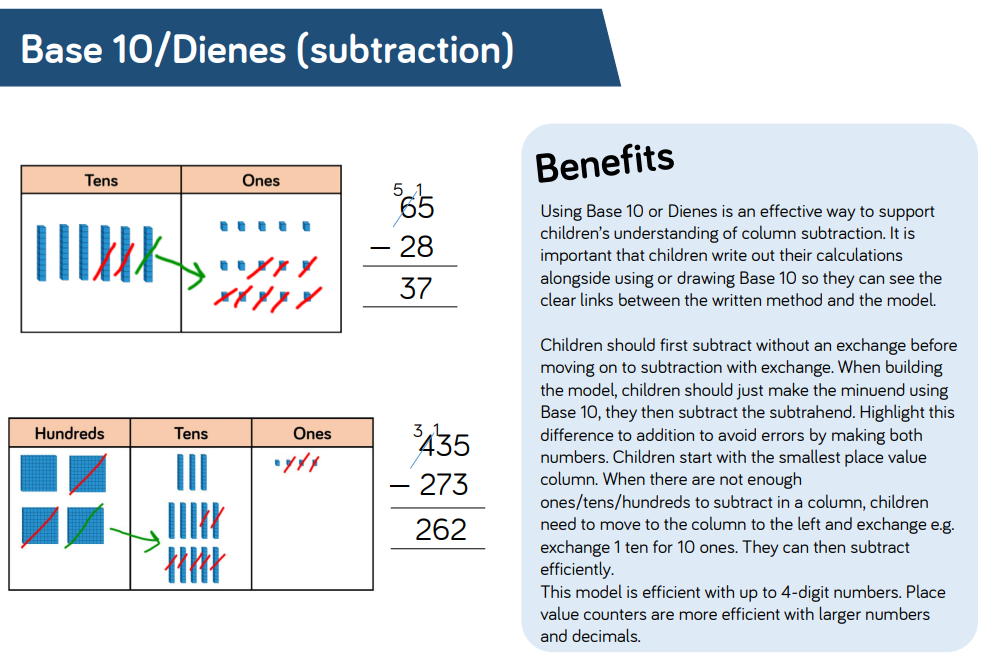 Base 10/Dienes (subtraction)
Tens Ones
5 1
65
– 28
37
Hundreds Tens Ones
3 1
435
– 273
262
Benefits
Using Base 10 or Dienes is an effective way to support
children’s understanding of column subtraction. It is
important that children write out their calculations
alongside using or drawing Base 10 so they can see the
clear links between the written method and the model.
Children should first subtract without an exchange before
moving on to subtraction with exchange. When building
the model, children should just make the minuend using
Base 10, they then subtract the subtrahend. Highlight this
difference to addition to avoid errors by making both
numbers. Children start with the smallest place value
column. When there are not enough
ones/tens/hundreds to subtract in a column, children
need to move to the column to the left and exchange e.g.
exchange 1 ten for 10 ones. They can then subtract
efficiently.
This model is efficient with up to 4-digit numbers. Place
value counters are more efficient with larger numbers
and decimals.